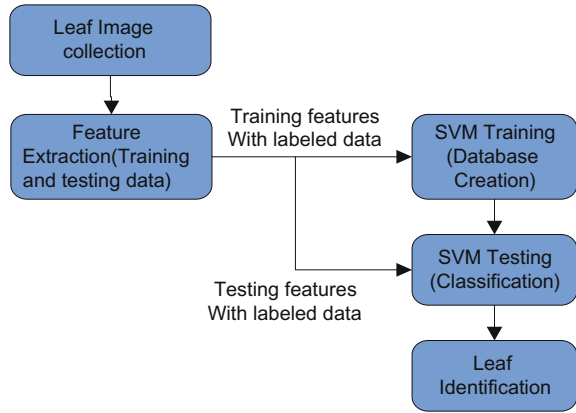 Leaf Image
collection
Feature
Extraction(Training
and testing data)
Training features
With labeled data
SVM Training
(Database
Creation)
Testing features
With labeled data
SVM Testing
(Classification)
Leaf
Identification